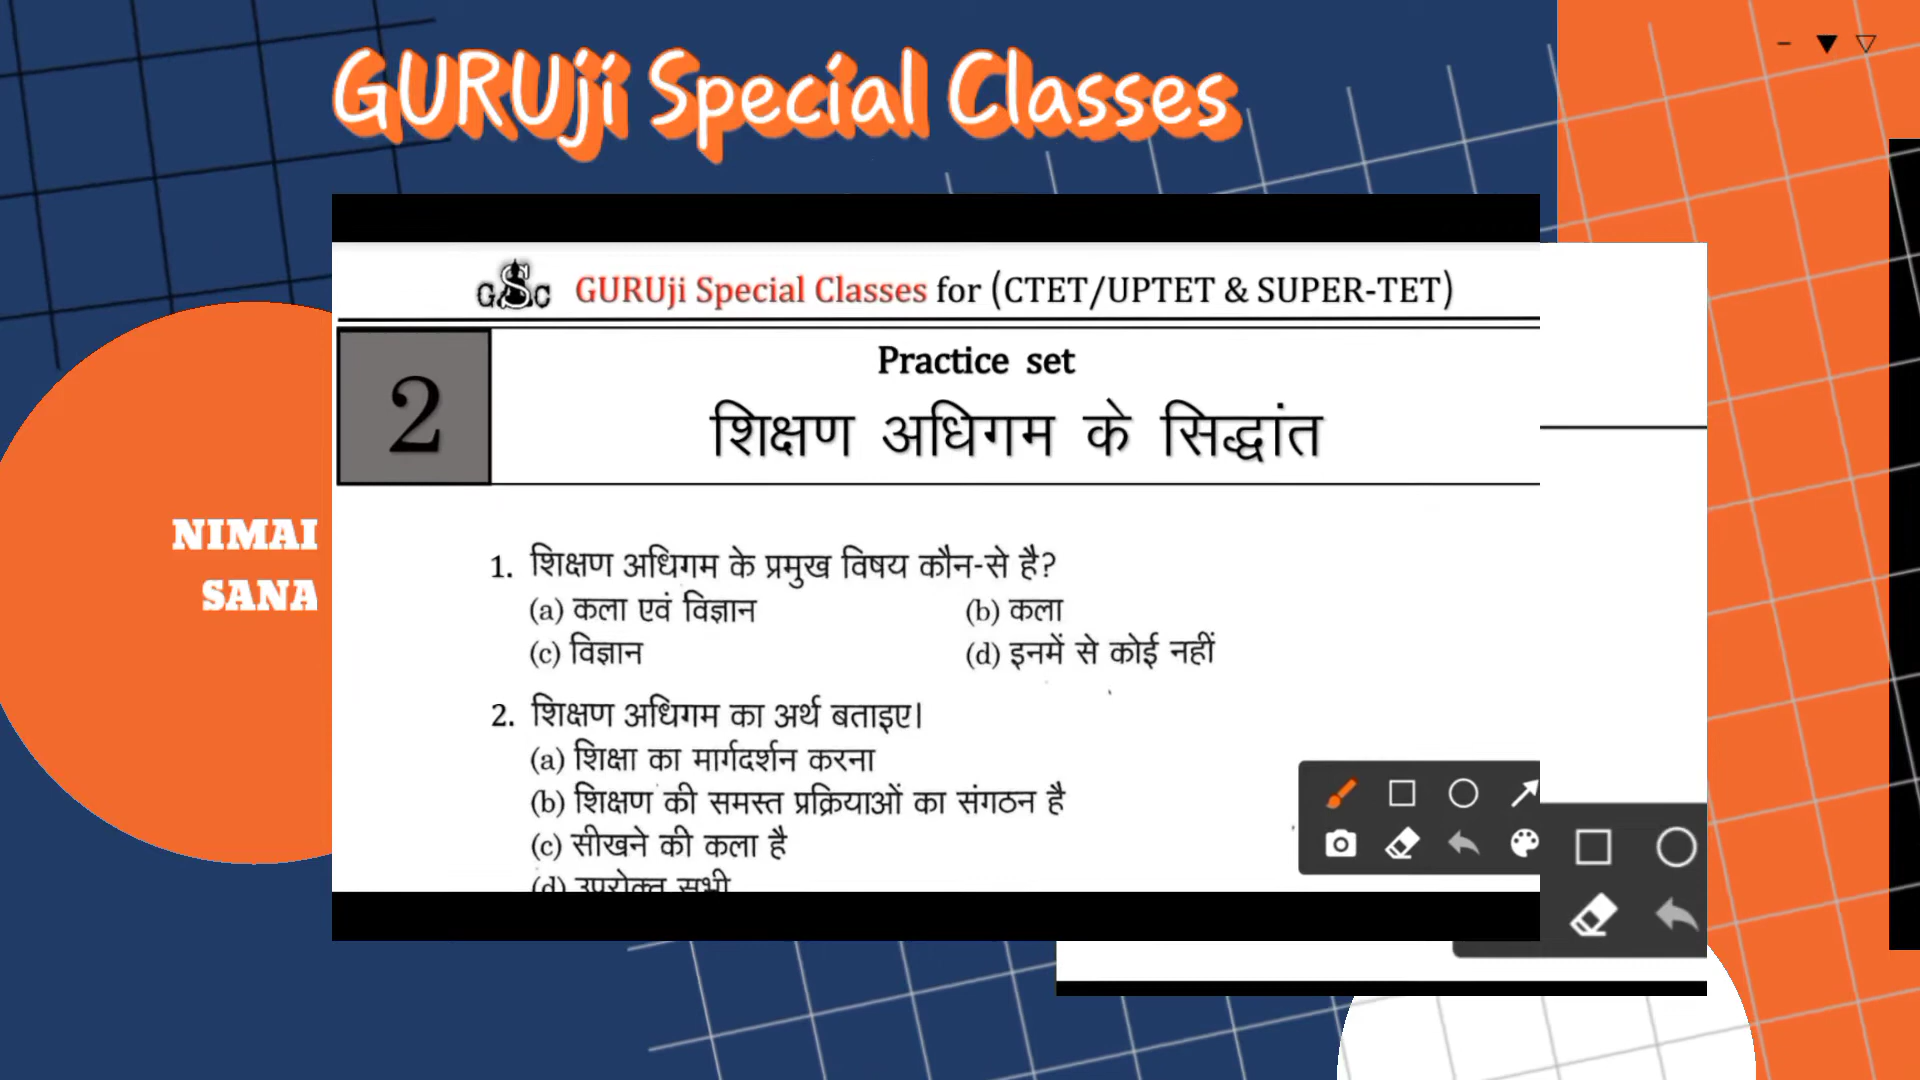 GURUji Special Classes
GSC GURUji Special Classes for (CTET/UPTET & SUPER-TET)
2
Practice set
शिक्षण अधिगम के सिद्धांत
NIMAI
SANA
1. शिक्षण अधिगम के प्रमुख विषय कौन-से है?
(a) कला एवं विज्ञान (b) कला
(c) विज्ञान (d) इनमें से कोई नहीं
2. शिक्षण अधिगम का अर्थ बताइए।
(a) शिक्षा का मार्गदर्शन करना
(b) शिक्षण की समस्त प्रक्रियाओं का संगठन है
(c) सीखने की कला है
(d) उपरोक्त सभी